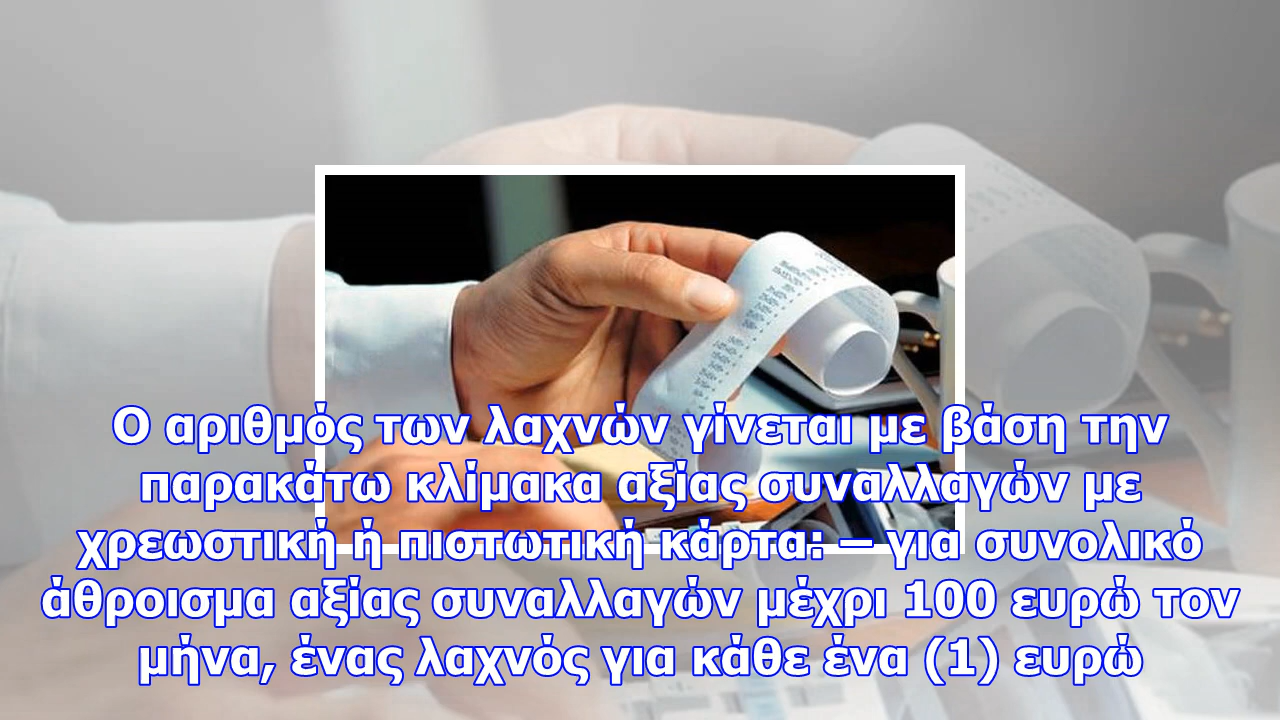 Ο αριθμός των λαχνών γίνεται με βάση την
παρακάτω κλίμακα αξίας συναλλαγών με
χρεωστική ή πιστωτική κάρτα: – για συνολικό
άθροισμα αξίας συναλλαγών μέχρι 100 ευρώ τον
μήνα, ένας λαχνός για κάθε ένα (1) ευρώ